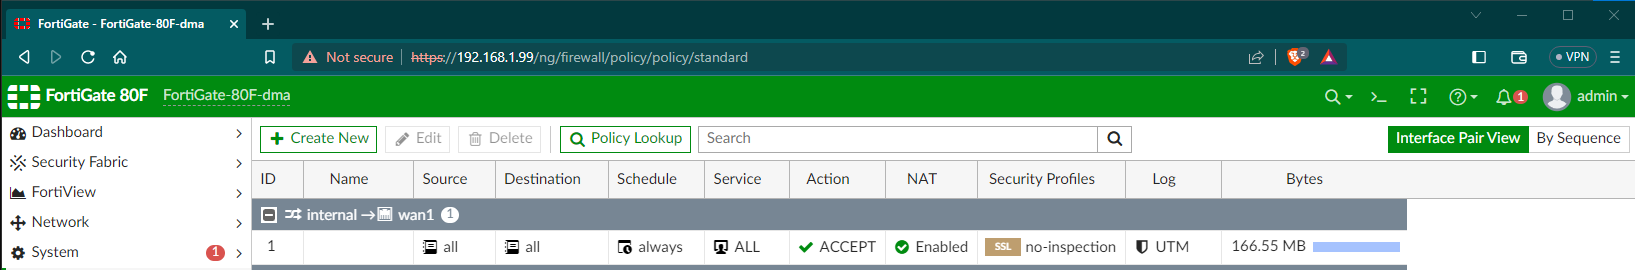 FortiGate - FortiGate-80F-dma
Not secure https://192.168.1.99/ng/firewall/policy/policy/standard 2 VPN
FortiGate 80F FortiGate-80F-dma 1 admin
Dashboard
Security Fabric
FortiView
Network
System 1
Create New Edit Delete Policy Lookup Search Interface Pair View By Sequence
ID Name Source Destination Schedule Service Action NAT Security Profiles Log Bytes
internal → wan1 1
1 all all always ALL ACCEPT Enabled SSL no-inspection UTM 166.55 MB